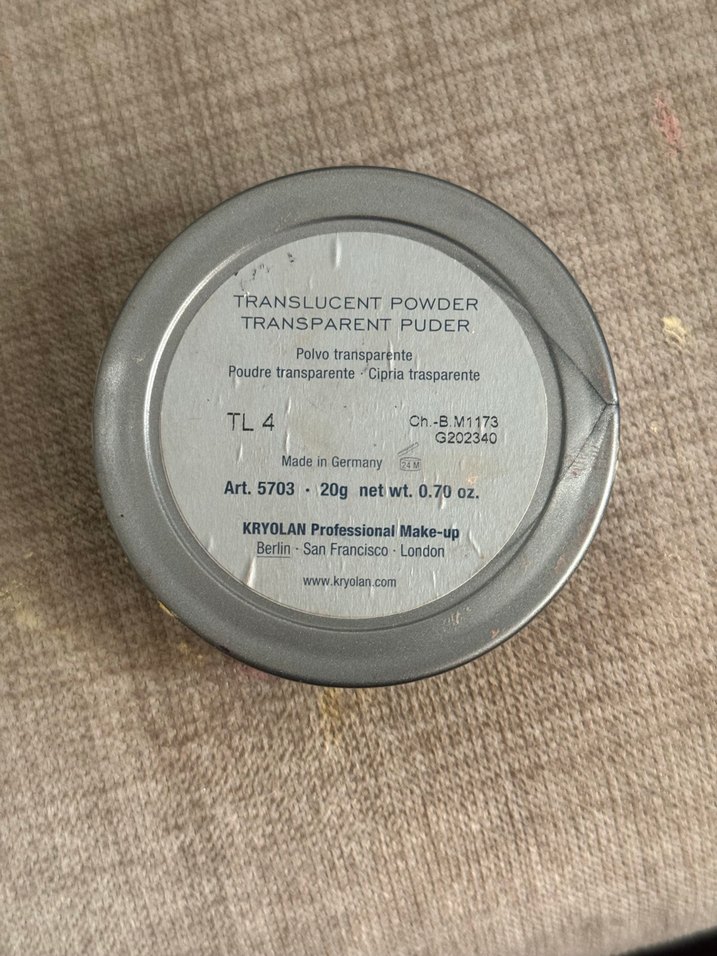 TRANSLUCENT POWDER
TRANSPARENT PUDER
Polvo transparente
Poudre transparente · Cipria trasparente
TL 4
Ch.-B.M1173
G202340
Made in Germany
24 M
Art. 5703 · 20g net wt. 0.70 oz.
KRYOLAN Professional Make-up
Berlin · San Francisco · London
www.kryolan.com